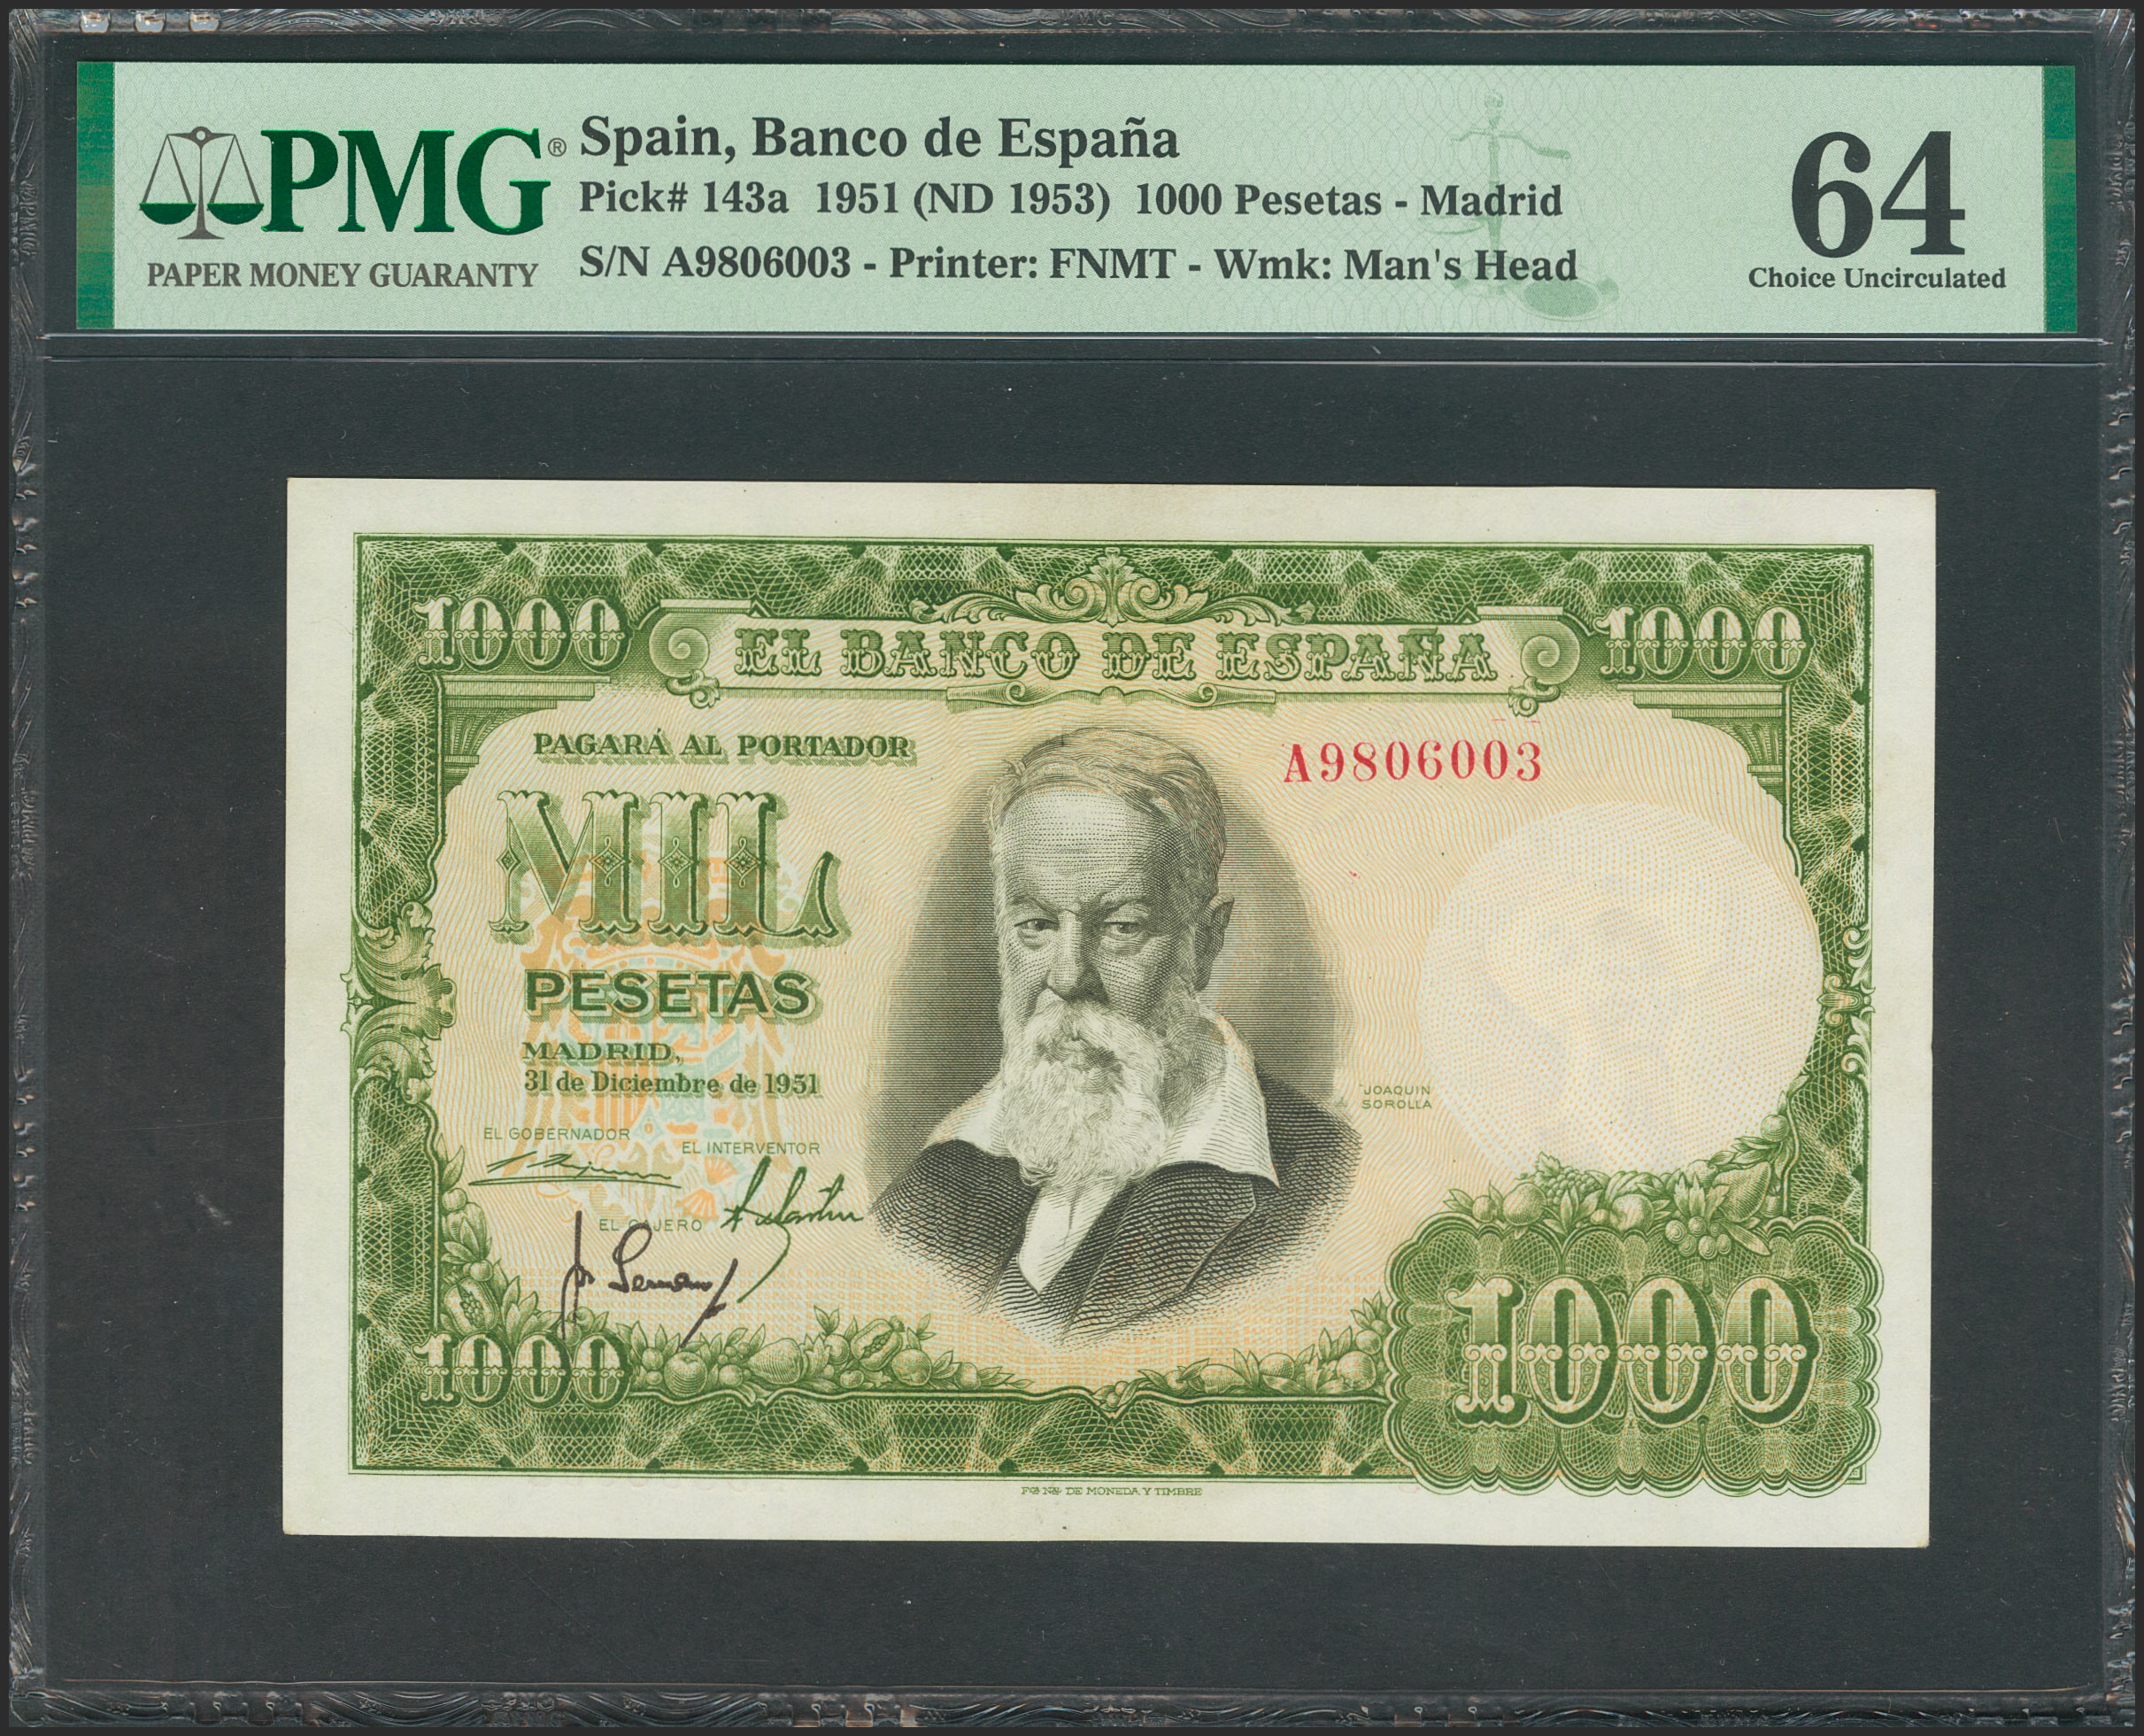 PMG®
PAPER MONEY GUARANTY
Spain, Banco de España
Pick# 143a 1951 (ND 1953) 1000 Pesetas - Madrid
S/N A9806003 - Printer: FNMT - Wmk: Man's Head
64
Choice Uncirculated
1000
EL BANCO DE ESPAÑA
1000
PAGARÁ AL PORTADOR
A9806003
MIL
PESETAS
MADRID,
31 de Diciembre de 1951
JOAQUIN
SOROLLA
EL GOBERNADOR
EL INTERVENTOR
EL CAJERO
1000
1000
FCA NAL DE MONEDA Y TIMBRE